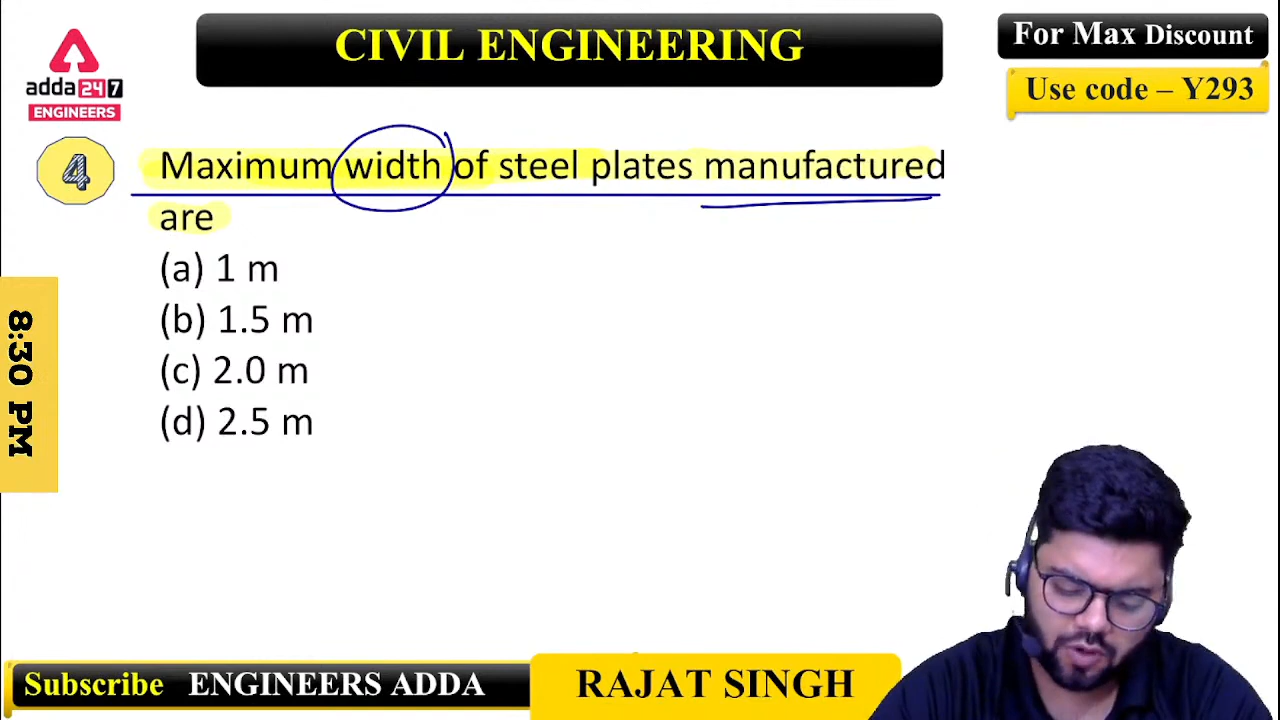 CIVIL ENGINEERING
For Max Discount
Use code – Y293
adda 247
ENGINEERS
4
Maximum width of steel plates manufactured
are
(a) 1 m
(b) 1.5 m
(c) 2.0 m
(d) 2.5 m
8:30 PM
Subscribe ENGINEERS ADDA
RAJAT SINGH